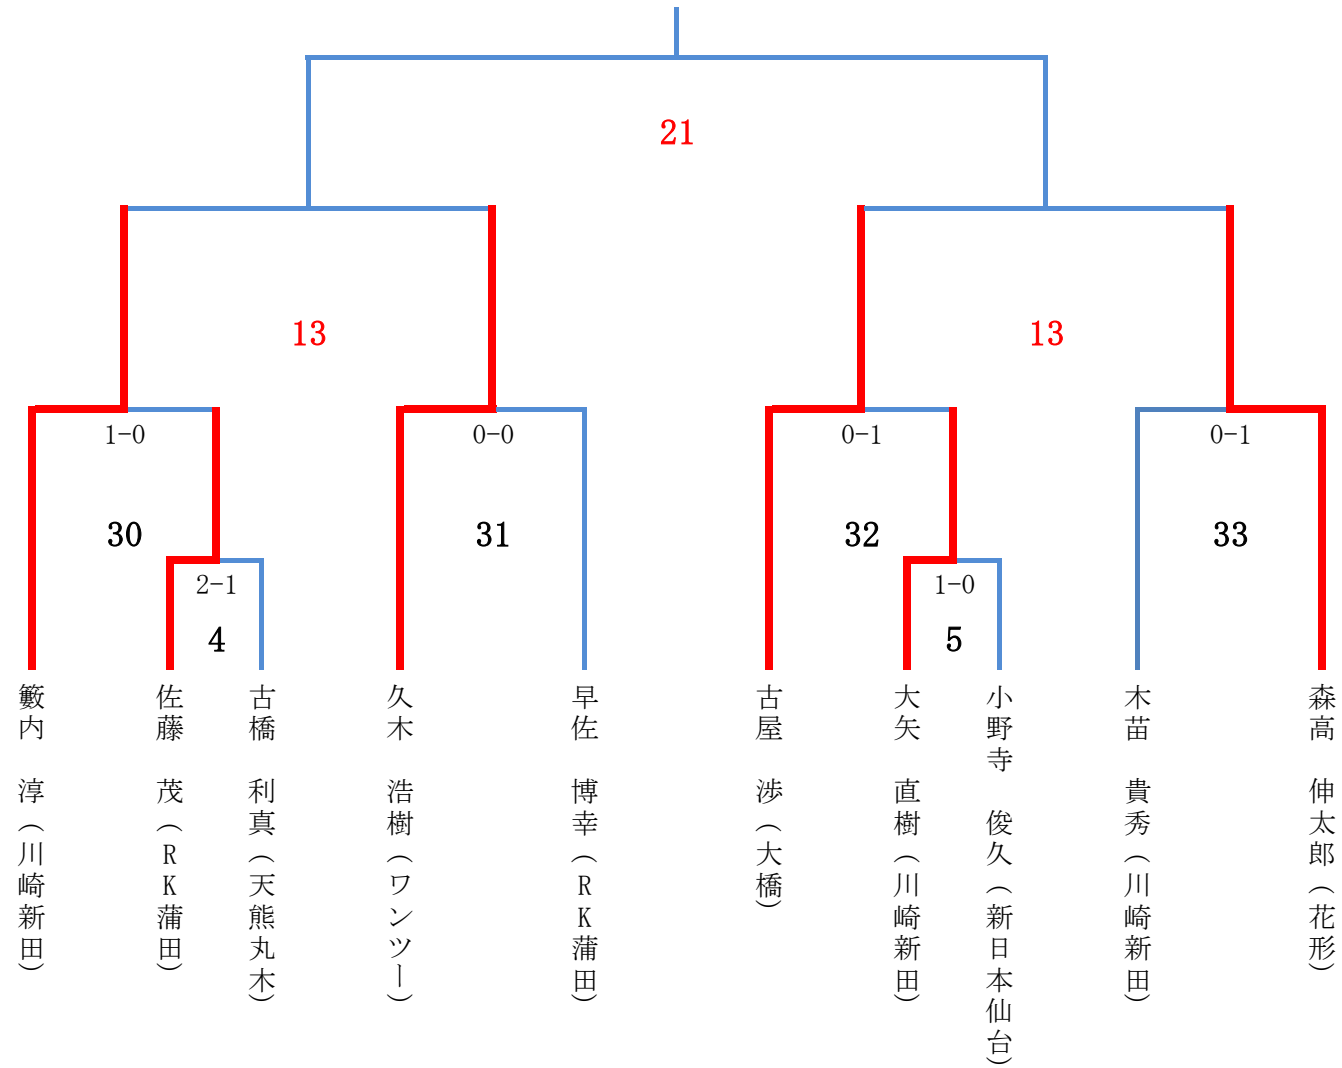 21
13
13
1-0
0-0
0-1
0-1
30
31
32
33
2-1
1-0
4
5
籔内　淳（川崎新田）
佐藤　茂（RK蒲田）
古橋　利真（天熊丸木）
久木　浩樹（ワンツー）
早佐　博幸（RK蒲田）
古屋　渉（大橋）
大矢　直樹（川崎新田）
小野寺　俊久（新日本仙台）
木苗　貴秀（川崎新田）
森高　伸太郎（花形）